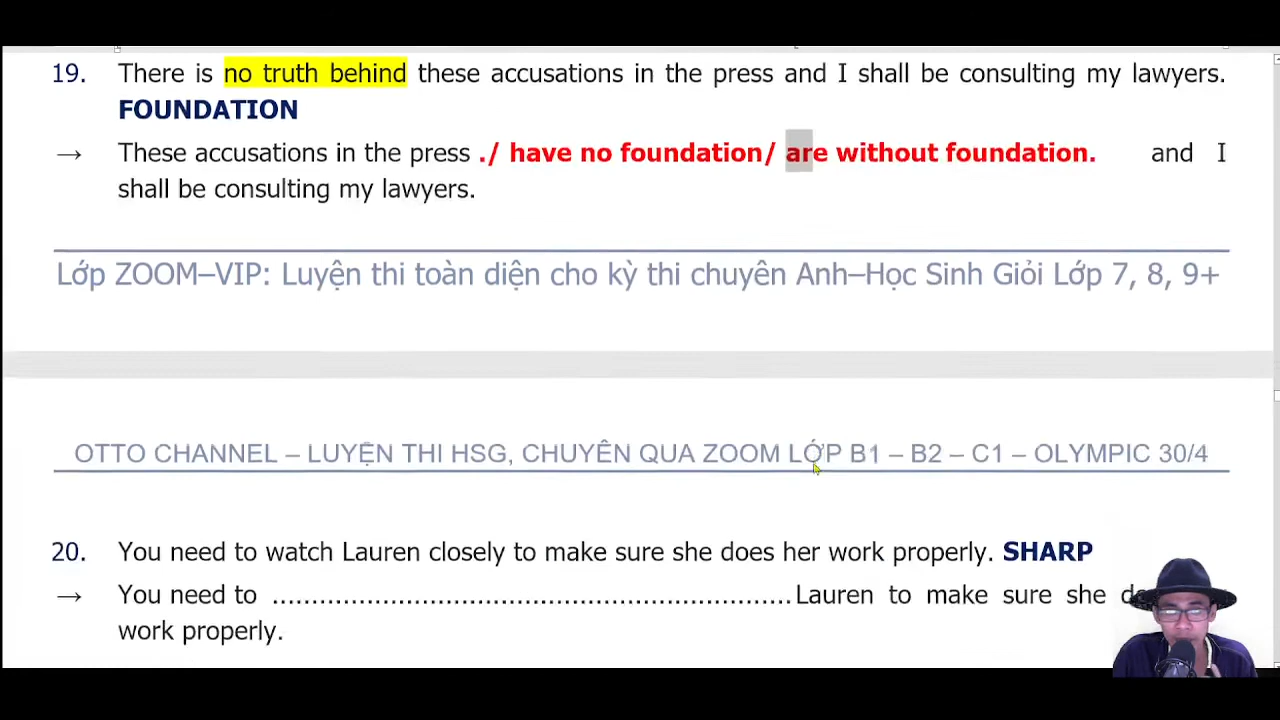 19. There is no truth behind these accusations in the press and I shall be consulting my lawyers.
FOUNDATION
→ These accusations in the press ./ have no foundation/ are without foundation. and I
shall be consulting my lawyers.
Lớp ZOOM–VIP: Luyện thi toàn diện cho kỳ thi chuyên Anh–Học Sinh Giỏi Lớp 7, 8, 9+
OTTO CHANNEL – LUYỆN THI HSG, CHUYÊN QUA ZOOM LỚP B1 – B2 – C1 – OLYMPIC 30/4
20. You need to watch Lauren closely to make sure she does her work properly. SHARP
→ You need to ..................................................................Lauren to make sure she
work properly.